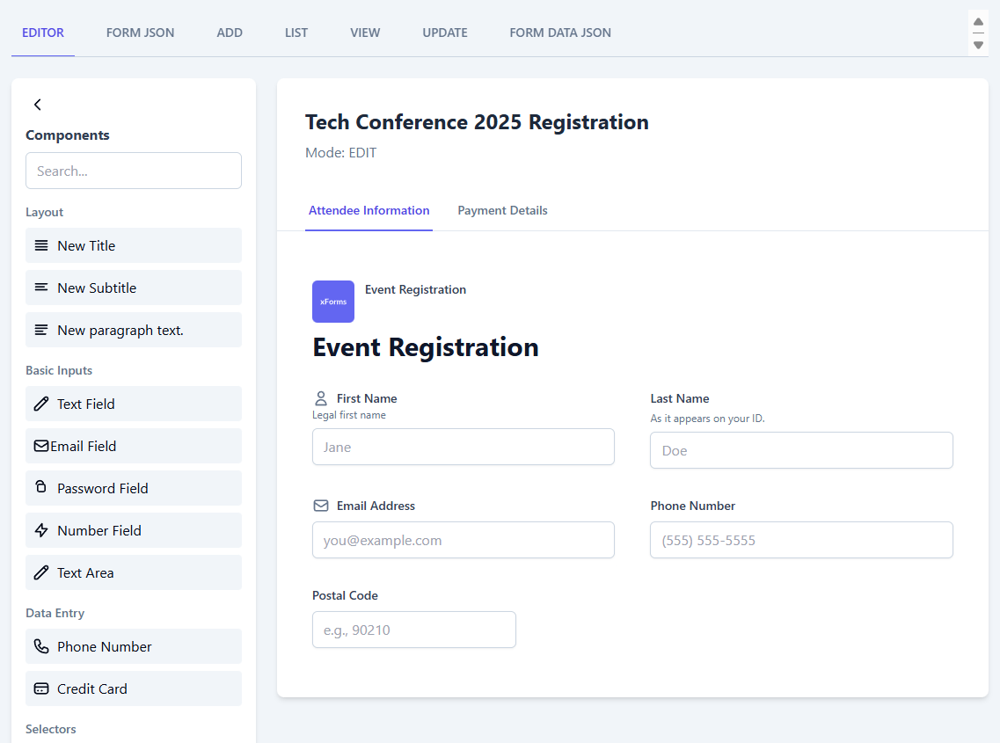 EDITOR FORM JSON ADD LIST VIEW UPDATE FORM DATA JSON
Components
Search...
Layout
New Title
New Subtitle
New paragraph text.
Basic Inputs
Text Field
Email Field
Password Field
Number Field
Text Area
Data Entry
Phone Number
Credit Card
Selectors
Tech Conference 2025 Registration
Mode: EDIT
Attendee Information Payment Details
xForms
Event Registration
Event Registration
First Name
Legal first name
Jane
Last Name
As it appears on your ID.
Doe
Email Address
you@example.com
Phone Number
(555) 555-5555
Postal Code
e.g., 90210